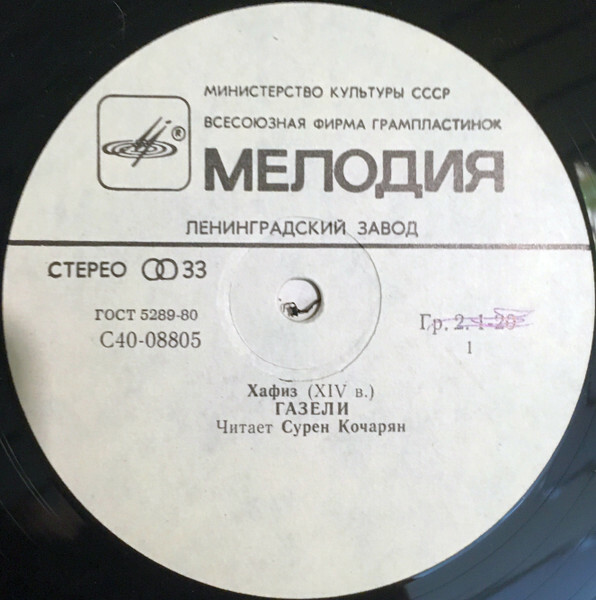 МИНИСТЕРСТВО КУЛЬТУРЫ СССР
ВСЕСОЮЗНАЯ ФИРМА ГРАМПЛАСТИНОК
®
МЕЛОДИЯ
ЛЕНИНГРАДСКИЙ ЗАВОД
СТЕРЕО 33
ГОСТ 5289-80
Гр. 2. 1-20
С40-08805
1
Хафиз (XIV в.)
ГАЗЕЛИ
Читает Сурен Кочарян